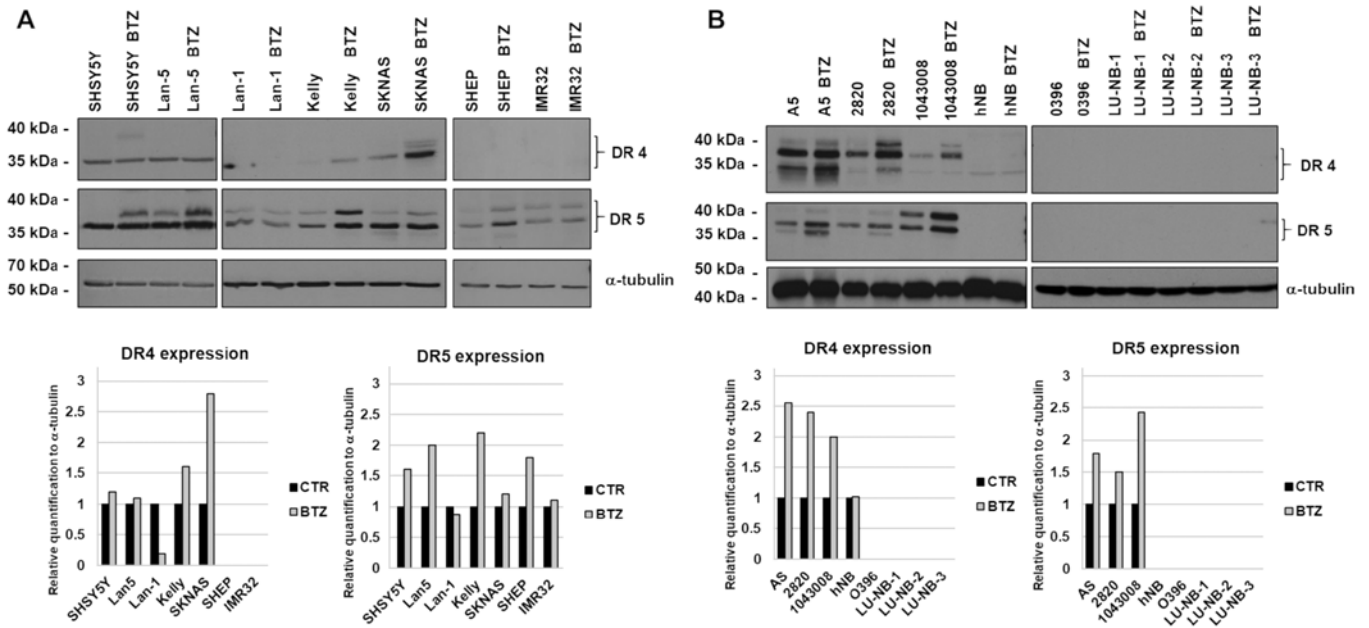 A
SHSY5Y
SHSY5Y BTZ
Lan-5
Lan-5 BTZ
Lan-1
Lan-1 BTZ
Kelly
Kelly BTZ
SKNAS
SKNAS BTZ
SHEP
SHEP BTZ
IMR32
IMR32 BTZ
40 kDa -
35 kDa -
DR 4
40 kDa -
35 kDa -
DR 5
70 kDa -
50 kDa -
α-tubulin
DR4 expression
Relative quantification to α-tubulin
3
2.5
2
1.5
1
0.5
0
SHSY5Y
Lan5
Lan-1
Kelly
SKNAS
SHEP
IMR32
CTR
BTZ
DR5 expression
Relative quantification to α-tubulin
3
2.5
2
1.5
1
0.5
0
SHSY5Y
Lan5
Lan-1
Kelly
SKNAS
SHEP
IMR32
CTR
BTZ
B
A5
A5 BTZ
2820
2820 BTZ
1043008
1043008 BTZ
hNB
hNB BTZ
0396
0396 BTZ
LU-NB-1
LU-NB-1 BTZ
LU-NB-2
LU-NB-2 BTZ
LU-NB-3
LU-NB-3 BTZ
40 kDa -
35 kDa -
DR 4
40 kDa -
35 kDa -
DR 5
50 kDa -
40 kDa -
α-tubulin
DR4 expression
Relative quantification to α-tubulin
3
2.5
2
1.5
1
0.5
0
AS
2820
1043008
hNB
O396
LU-NB-1
LU-NB-2
LU-NB-3
CTR
BTZ
DR5 expression
Relative quantification to α-tubulin
3
2.5
2
1.5
1
0.5
0
AS
2820
1043008
hNB
O396
LU-NB-1
LU-NB-2
LU-NB-3
CTR
BTZ